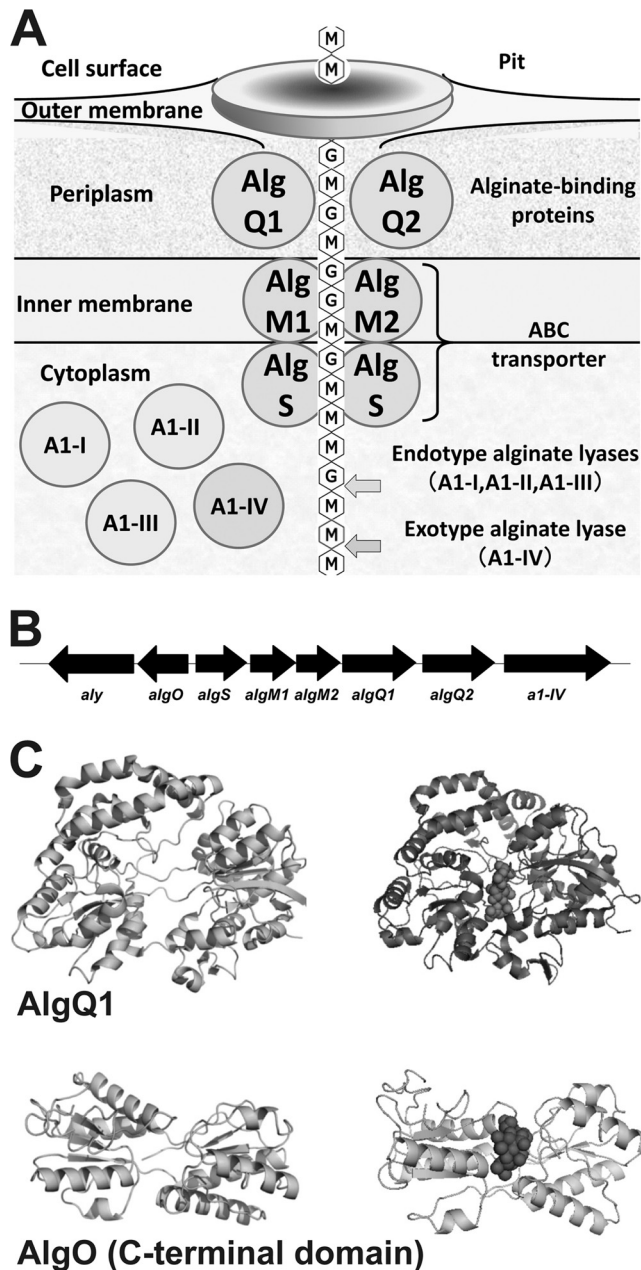 A
M
M
Cell surface
Pit
Outer membrane
G
M
G
M
G
G
M
G
M
M
M
G
M
M
M
Alg
Q1
Alg
Q2
Periplasm
Alginate-binding
proteins
Inner membrane
Alg
M1
Alg
M2
ABC
transporter
Cytoplasm
Alg
S
Alg
S
A1-I
A1-II
A1-III
A1-IV
Endotype alginate lyases
(A1-I,A1-II,A1-III)
Exotype alginate lyase
(A1-IV)
B
aly algO algS algM1 algM2 algQ1 algQ2 a1-IV
C
AlgQ1
AlgO (C-terminal domain)